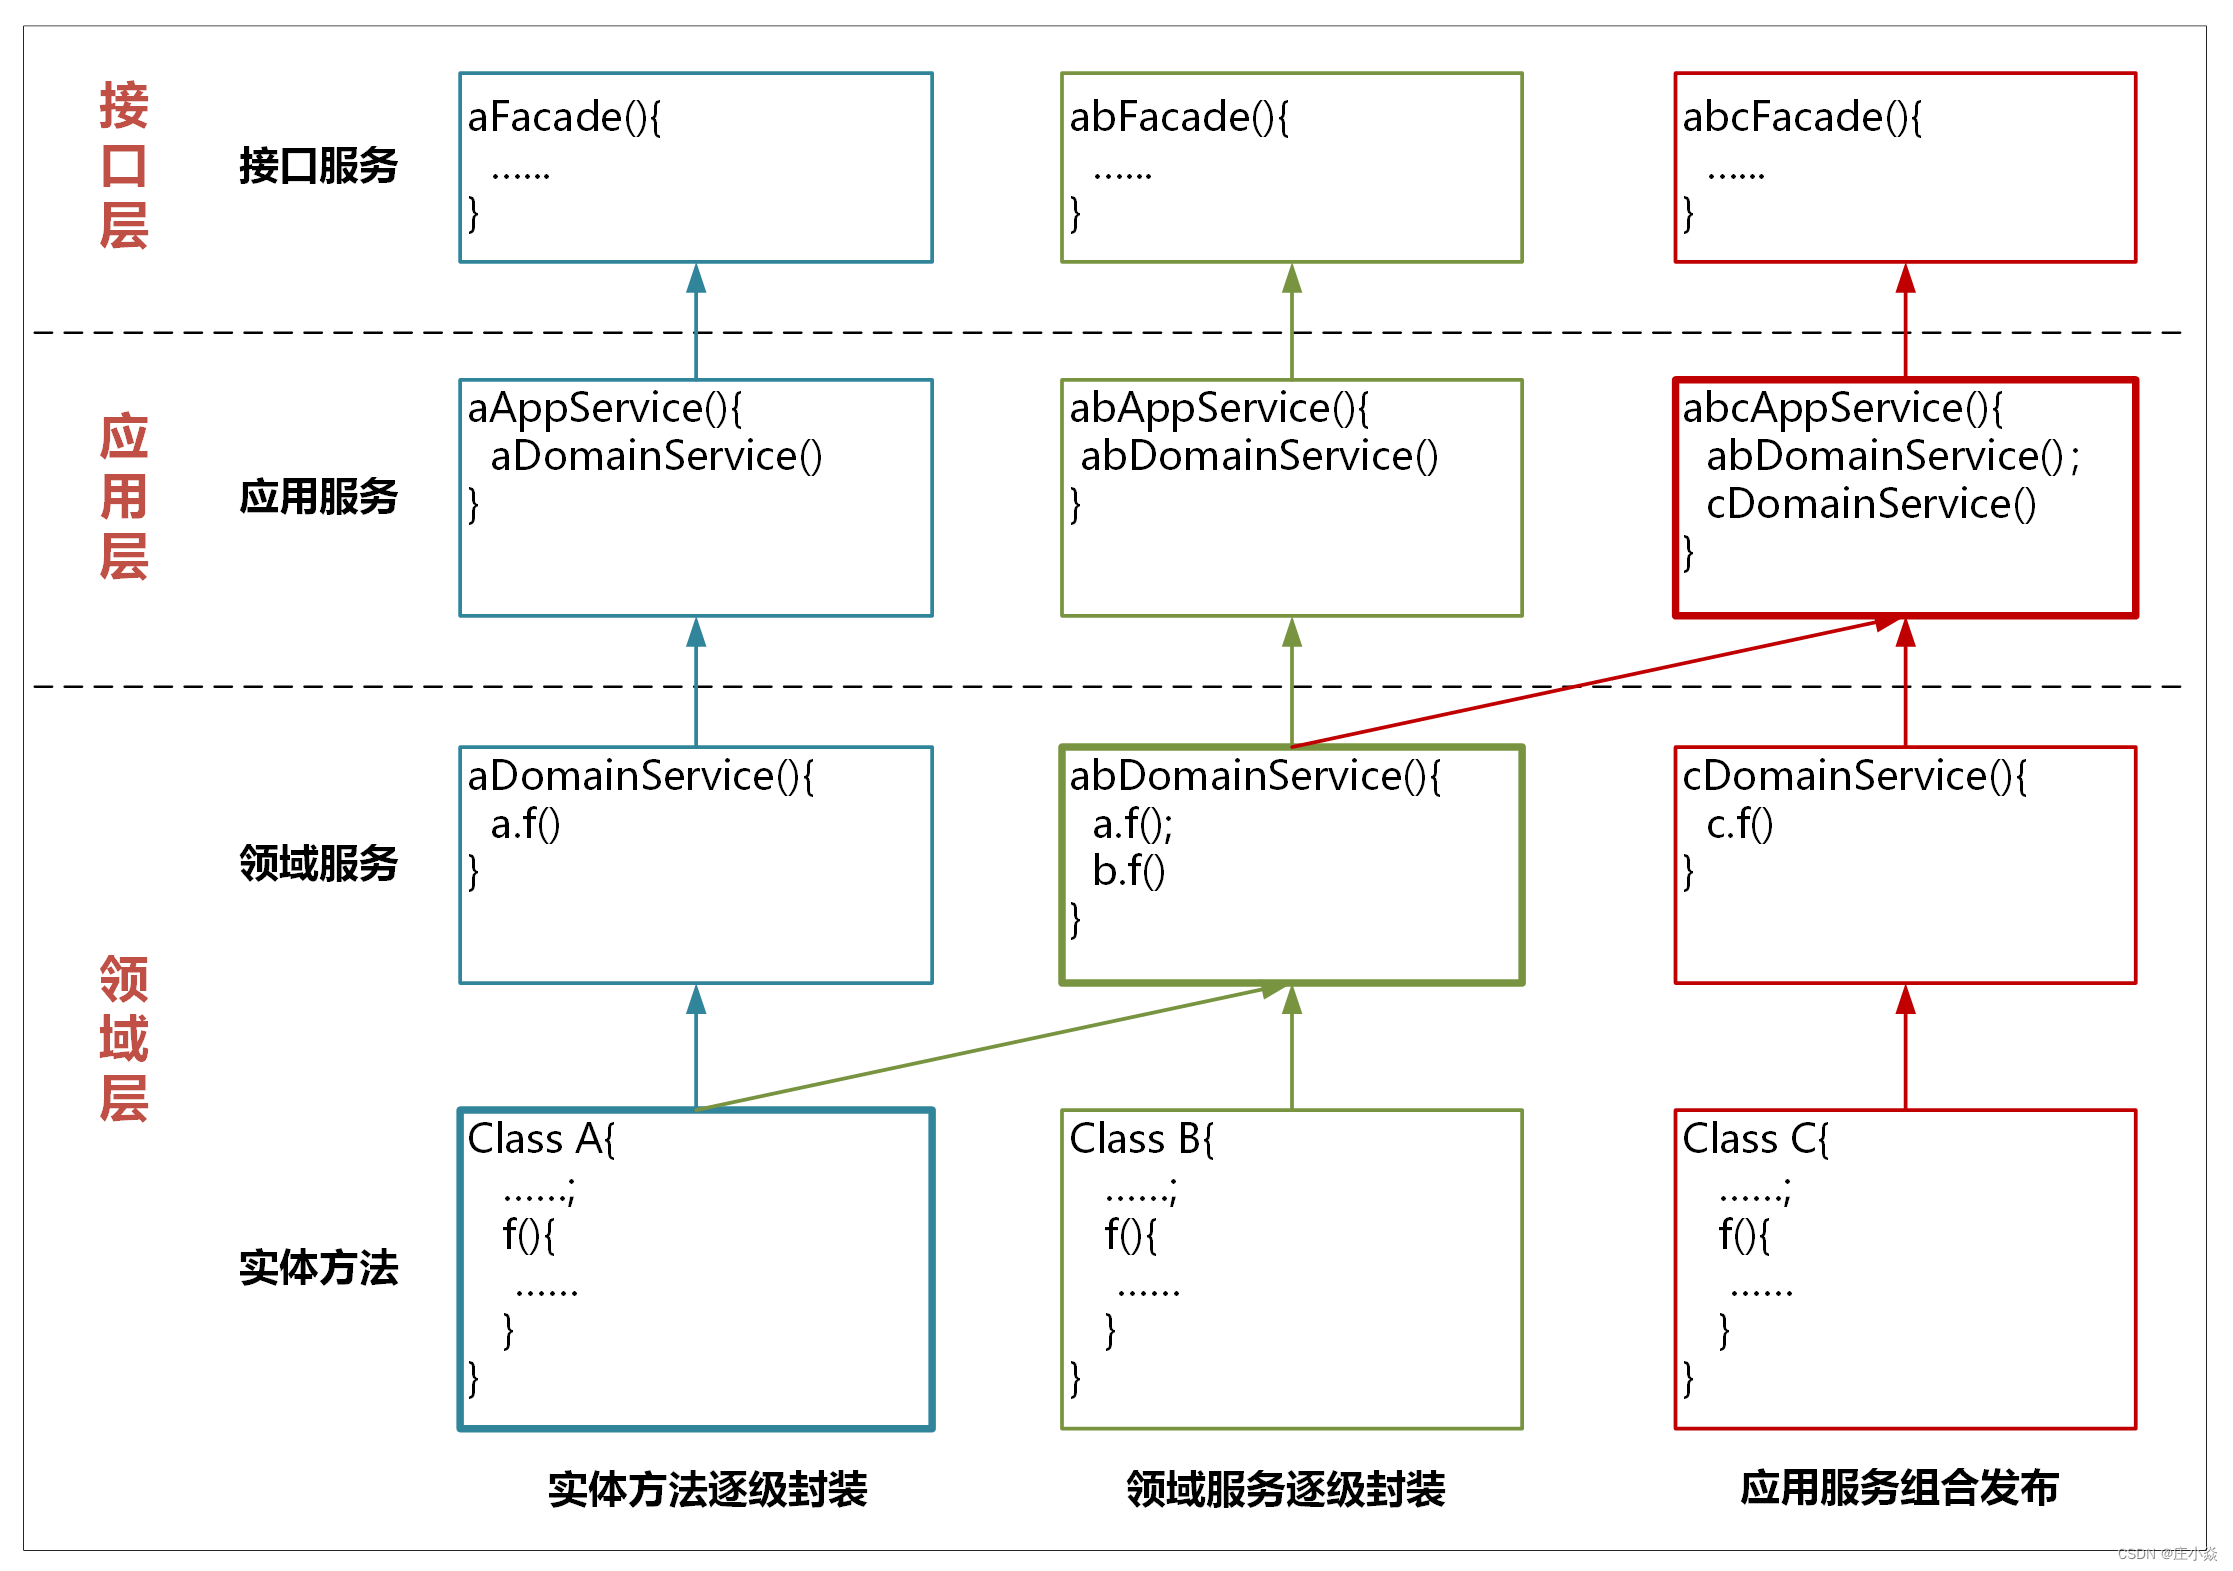 接口层
接口服务
aFacade(){
......
}
abFacade(){
......
}
abcFacade(){
......
}
应用层
应用服务
aAppService(){
aDomainService()
}
abAppService(){
abDomainService()
}
abcAppService(){
abDomainService() ;
cDomainService()
}
领域层
领域服务
aDomainService(){
a.f()
}
abDomainService(){
a.f();
b.f()
}
cDomainService(){
c.f()
}
实体方法
Class A{
......;
f(){
......
}
}
Class B{
......;
f(){
......
}
}
Class C{
......;
f(){
......
}
}
实体方法逐级封装
领域服务逐级封装
应用服务组合发布
CSDN @庄小焱